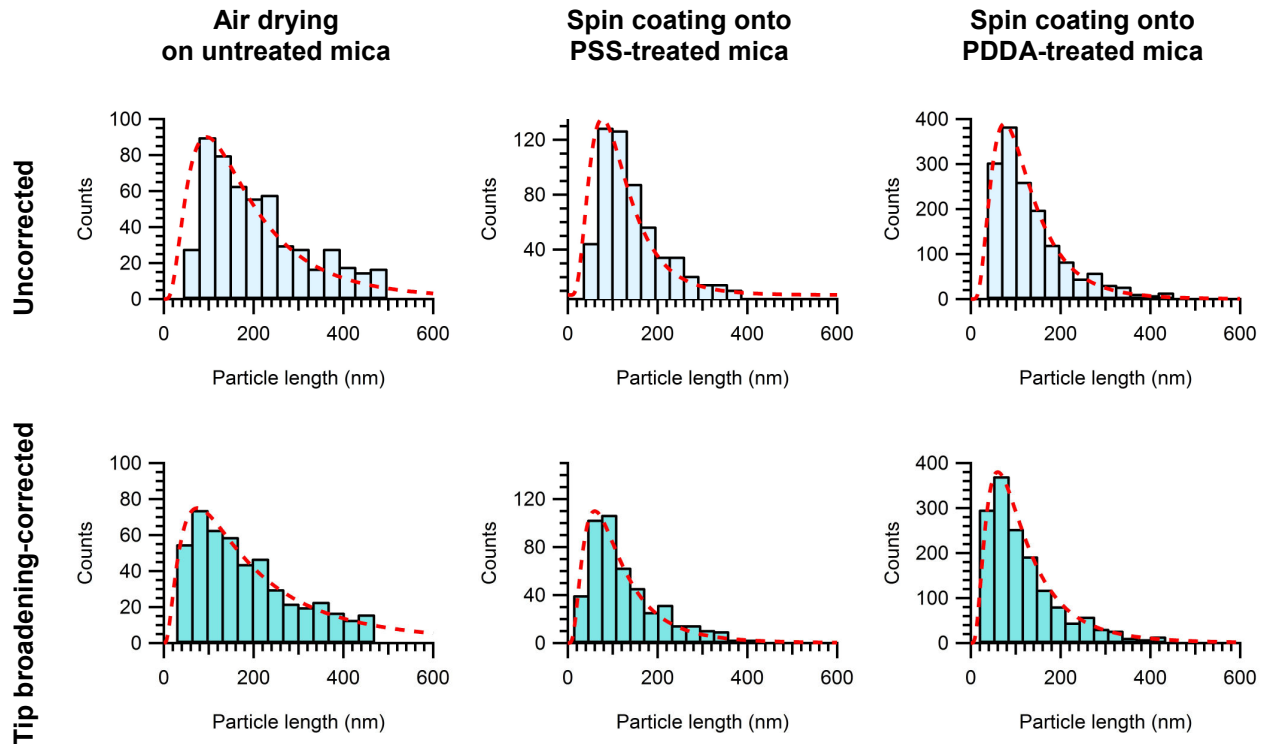 Air drying
on untreated mica
Spin coating onto
PSS-treated mica
Spin coating onto
PDDA-treated mica
Uncorrected
Counts
100
80
60
40
20
0
0 200 400 600
Particle length (nm)
Counts
120
80
40
0 200 400 600
Particle length (nm)
Counts
400
300
200
100
0
0 200 400 600
Particle length (nm)
Tip broadening-corrected
Counts
100
80
60
40
20
0
0 200 400 600
Particle length (nm)
Counts
120
80
40
0
0 200 400 600
Particle length (nm)
Counts
400
300
200
100
0
0 200 400 600
Particle length (nm)